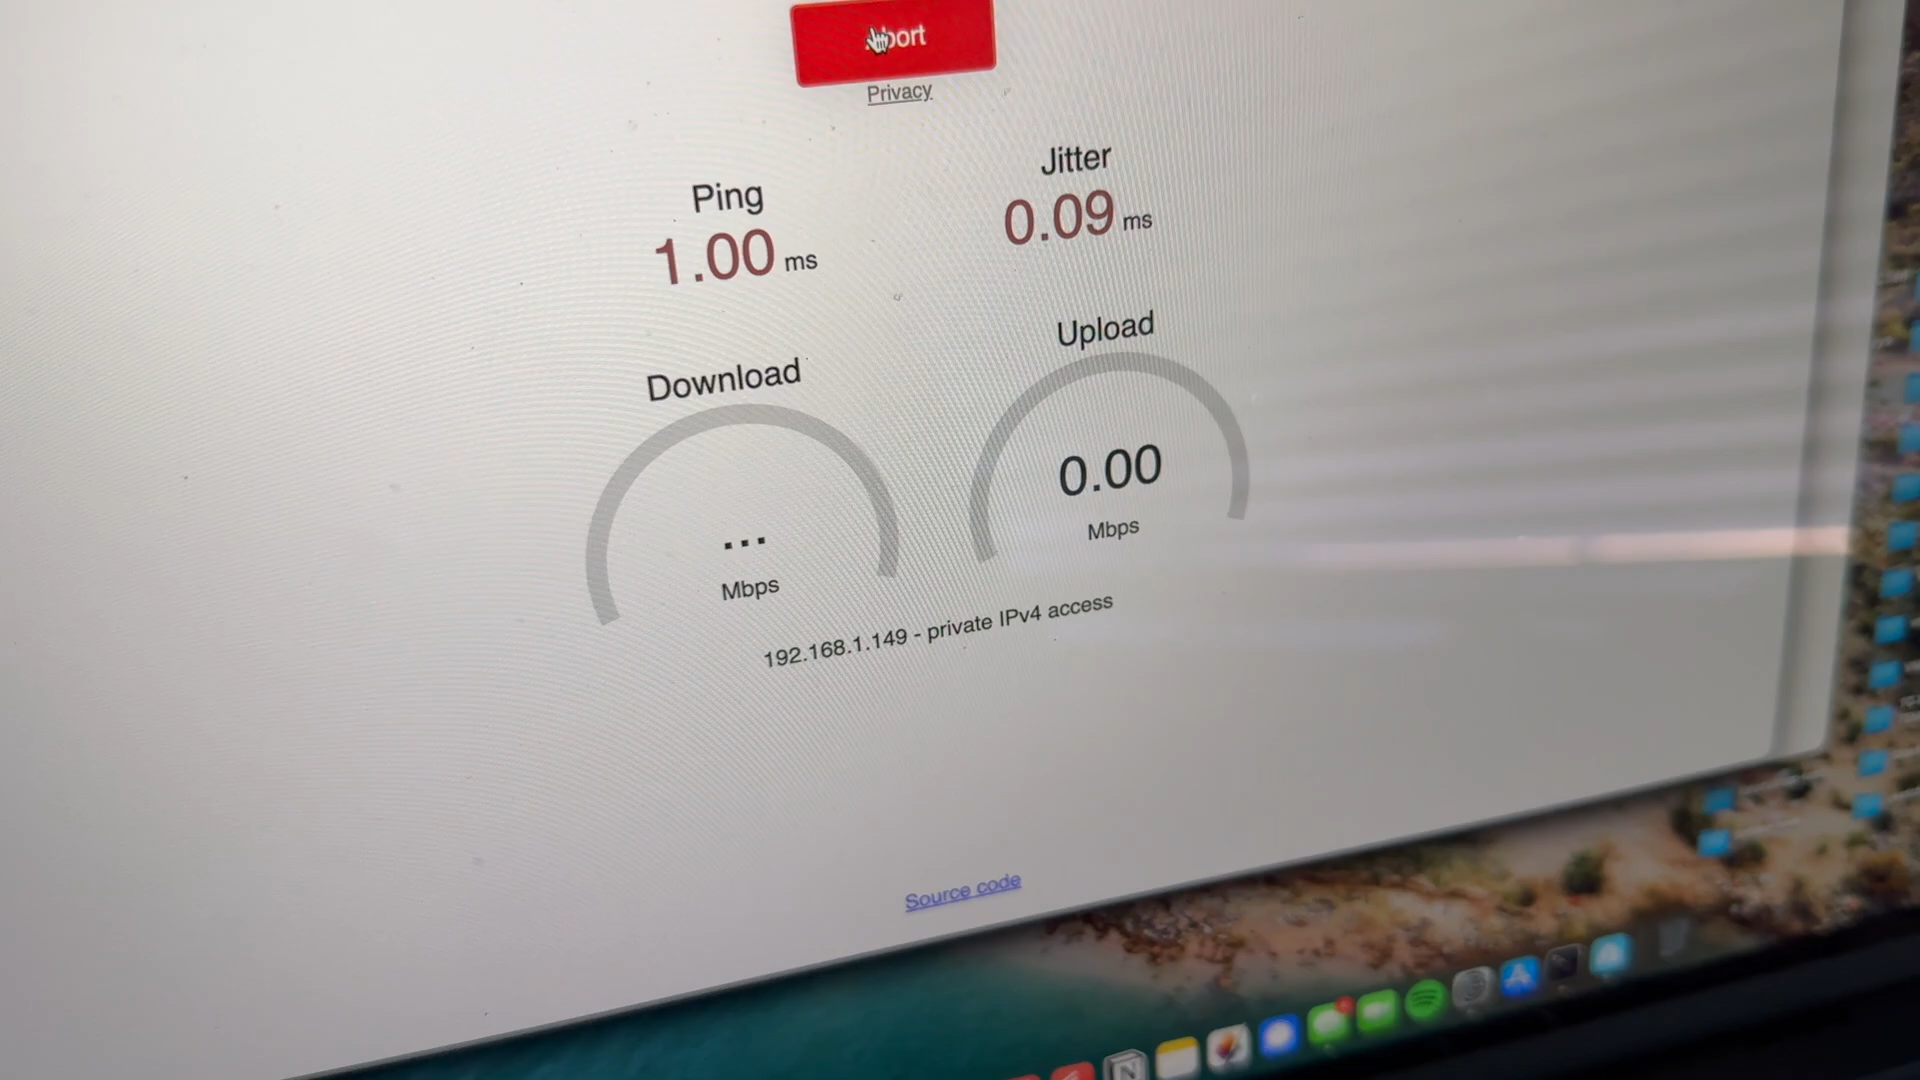 Abort
Privacy
Ping
1.00 ms
Jitter
0.09 ms
Download
...
Mbps
Upload
0.00
Mbps
192.168.1.149 - private IPv4 access
Source code